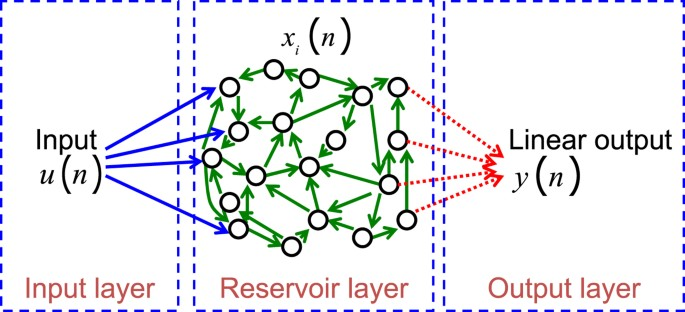 x_i(n)
Input
u(n)
Linear output
y(n)
Input layer
Reservoir layer
Output layer